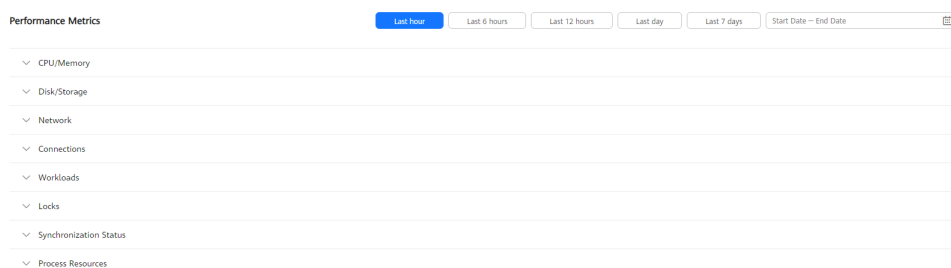 Performance Metrics Last hour Last 6 hours Last 12 hours Last day Last 7 days Start Date — End Date
CPU/Memory
Disk/Storage
Network
Connections
Workloads
Locks
Synchronization Status
Process Resources